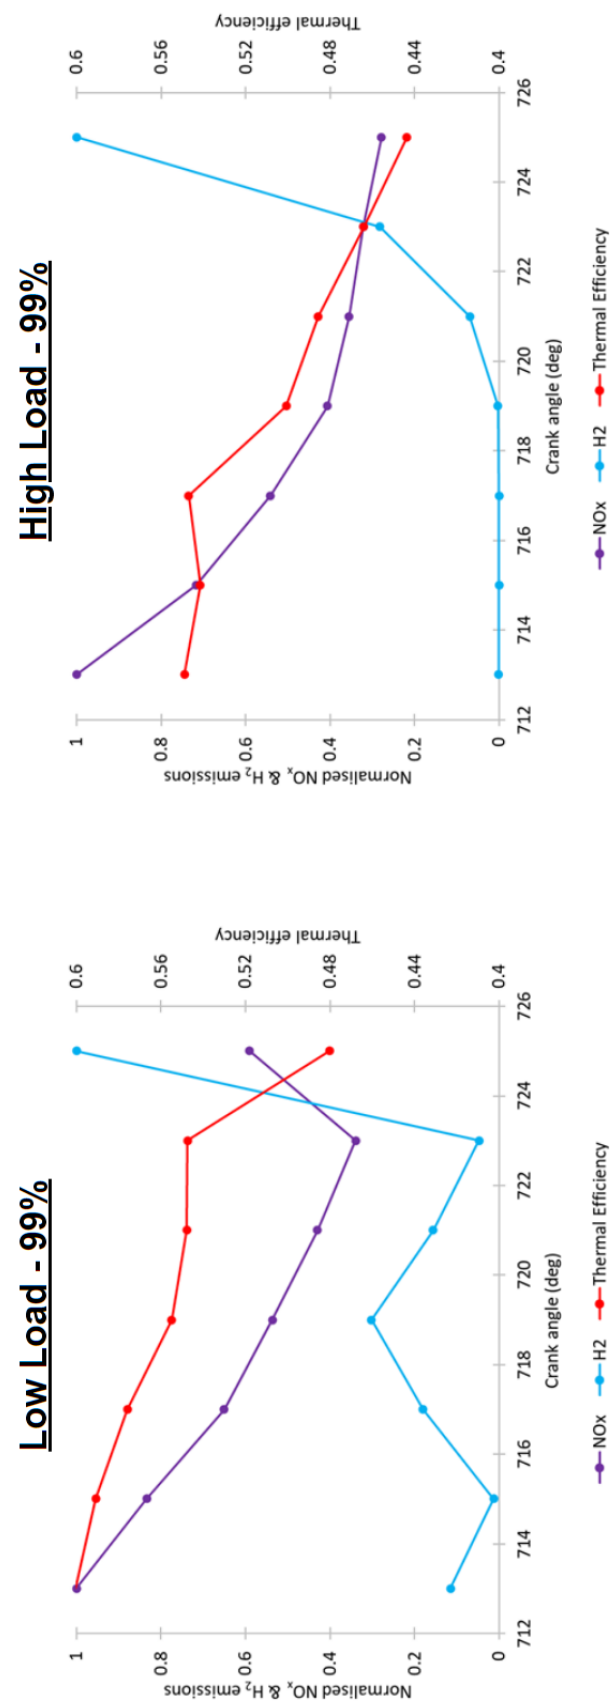 Low Load - 99%
Normalised NOx & H2 emissions
1
0.8
0.6
0.4
0.2
0
Thermal efficiency
0.6
0.56
0.52
0.48
0.44
0.4
712 714 716 718 720 722 724 726
Crank angle (deg)
NOx H2 Thermal Efficiency
High Load - 99%
Normalised NOx & H2 emissions
1
0.8
0.6
0.4
0.2
0
Thermal efficiency
0.6
0.56
0.52
0.48
0.44
0.4
712 714 716 718 720 722 724 726
Crank angle (deg)
NOx H2 Thermal Efficiency